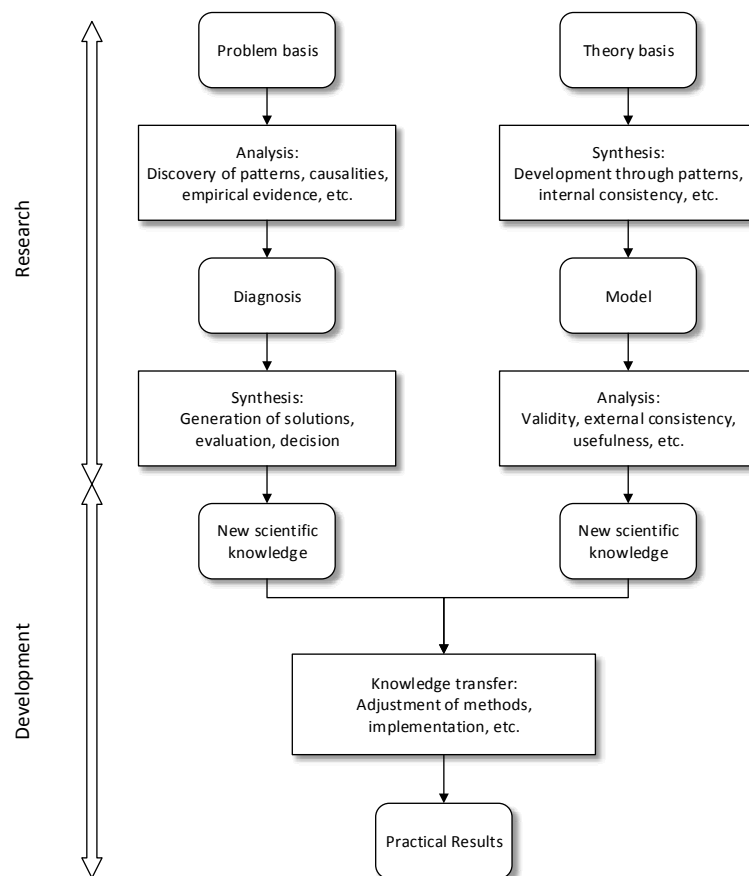 Research
Development
Problem basis
Analysis:
Discovery of patterns, causalities,
empirical evidence, etc.
Diagnosis
Synthesis:
Generation of solutions,
evaluation, decision
New scientific
knowledge
Theory basis
Synthesis:
Development through patterns,
internal consistency, etc.
Model
Analysis:
Validity, external consistency,
usefulness, etc.
New scientific
knowledge
Knowledge transfer:
Adjustment of methods,
implementation, etc.
Practical Results